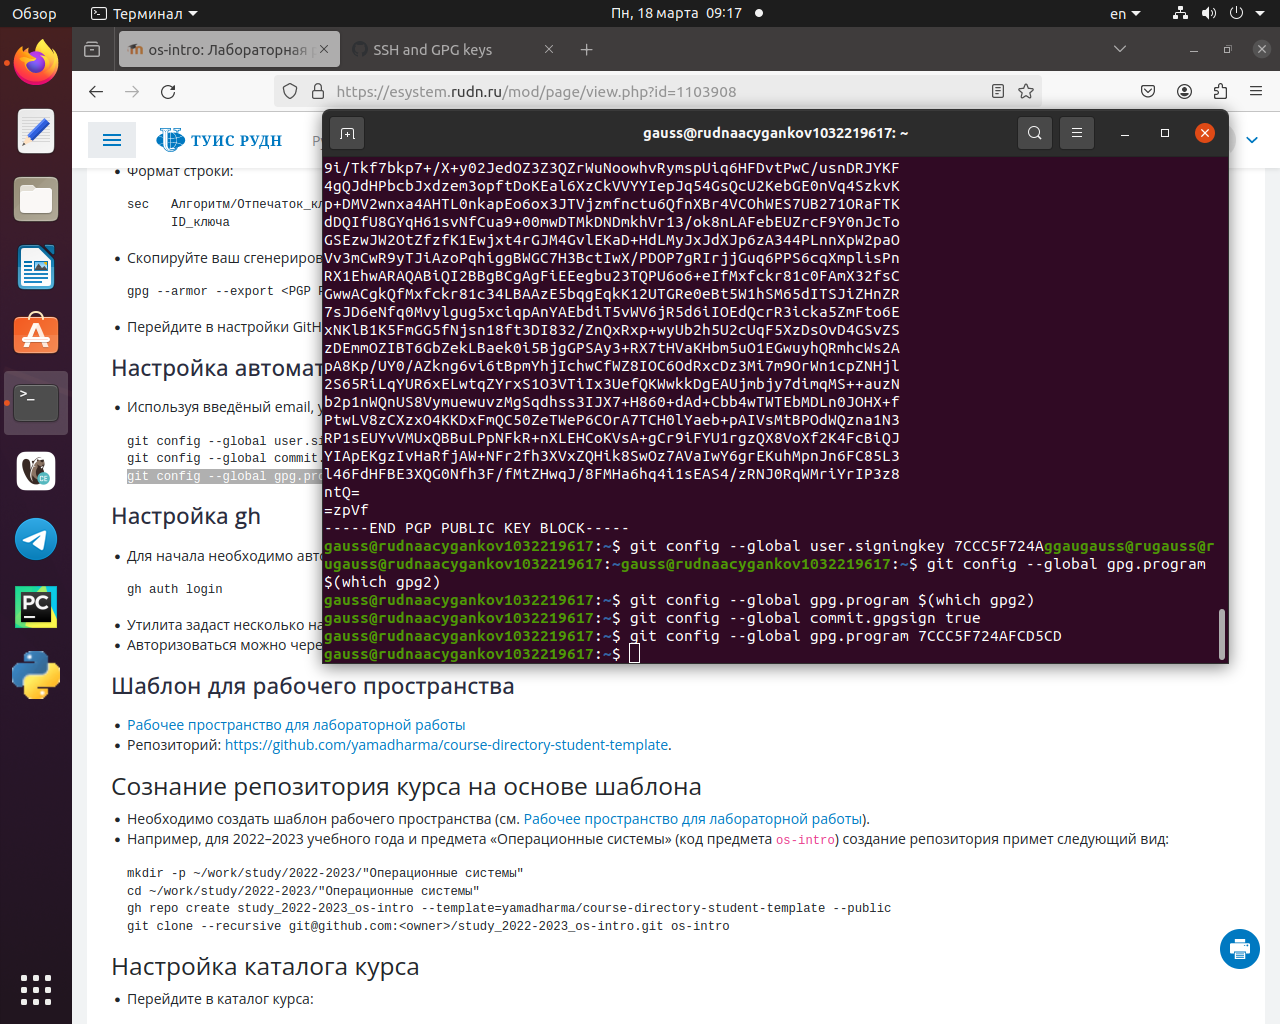 Обзор
Терминал
Пн, 18 марта 09:17
en
os-intro: Лабораторная
SSH and GPG keys
https://esystem.rudn.ru/mod/page/view.php?id=1103908
ТУИС РУДН
gauss@rudnaacygankov1032219617: ~
Формат строки:
sec Алгоритм/Отпечаток_кл
ID_ключа
Скопируйте ваш сгенериров
gpg --armor --export <PGP
Перейдите в настройки GitH
Настройка автомат
Используя введёный email,
git config --global user.si
git config --global commit.
git config --global gpg.pro
Настройка gh
Для начала необходимо авто
gh auth login
Утилита задаст несколько на
Авторизоваться можно чере
9i/Tkf7bkp7+/X+y02JedOZ3Z3QZrWuNoowhvRymspUiq6HFDvtPwC/usnDRJYKF
4gQJdHPbcbJxdzem3opftDoKEal6XzCkVVYYIepJq54GsQcU2KebGE0nVq4SzkvK
p+DMV2wnxa4AHTL0nkapEo6ox3JTVjzmfnctu6QfnXBr4VCOhWES7UB271ORaFTK
dDQIfU8GYqH61svNfCua9+00mwDTMkDNDmkhVr13/ok8nLAFebEUZrcF9Y0nJcTo
GSEzwJW2OtZfzfK1Ewjxt4rGJM4GvlEKaD+HdLMyJxJdXJp6zA344PLnnXpW2paO
Vv3mCwR9yTJiAzoPqhiggBWGC7H3BctIwX/PDOP7gRIrjjGuq6PPS6cqXmplisPn
RX1EhwARAQABiQI2BBgBCgAgFiEEegbu23TQPU6o6+eIfMxfckr81c0FAmX32fsC
GwwACgkQfMxfckr81c34LBAAzE5bqgEqkK12UTGRe0eBt5W1hSM65dITSJiZHnZR
7sJD6eNfq0Mvylgug5xciqpAnYAEbdiT5vWV6jR5d6iIOEdQcrR3icka5ZmFto6E
xNKlB1K5FmGG5fNjsn18ft3DI832/ZnQxRxp+wyUb2h5U2cUqF5XzDsOvD4GSvZS
zDEmmOZIBT6GbZekLBaek0i5BjgGPSAy3+RX7tHVaKHbm5uO1EGwuyhQRmhcWs2A
pA8Kp/UY0/AZkng6vi6tBpmYhjIchwCfWZ8IOC6OdRxcDz3Mi7m9OrWn1cpZNHjl
2S65RiLqYUR6xELwtqZYrxS1O3VTiIx3UefQKWwkkDgEAUjmbjy7dimqMS++auzN
b2p1nWQnUS8VymuewuvzMgSqdhss3IJX7+H860+dAd+Cbb4wTWTEbMDLn0JOHX+f
PtwLV8zCXzxO4KKDxFmQC50ZeTWeP6COrA7TCH0lYaeb+pAIVsMtBPOdWQzna1N3
RP1sEUYvVMUxQBBuLPpNFkR+nXLEHCoKVsA+gCr9iFYU1rgzQX8VoXf2K4FcBiQJ
YIApEKgzIvHaRfjAW+NFr2fh3XVxZQHik8SwOz7AVaIwY6grEKuhMpnJn6FC85L3
l46FdHFBE3XQG0Nfh3F/fMtZHwqJ/8FMHa6hq4i1sEAS4/zRNJ0RqWMriYrIP3z8
ntQ=
=zpVf
-----END PGP PUBLIC KEY BLOCK-----
gauss@rudnaacygankov1032219617:~$ git config --global user.signingkey 7CCC5F724Aggaugauss@rugauss@r
ugauss@rudnaacygankov1032219617:~gauss@rudnaacygankov1032219617:~$ git config --global gpg.program
$(which gpg2)
gauss@rudnaacygankov1032219617:~$ git config --global gpg.program $(which gpg2)
gauss@rudnaacygankov1032219617:~$ git config --global commit.gpgsign true
gauss@rudnaacygankov1032219617:~$ git config --global gpg.program 7CCC5F724AFCD5CD
gauss@rudnaacygankov1032219617:~$
Шаблон для рабочего пространства
Рабочее пространство для лабораторной работы
Репозиторий: https://github.com/yamadharma/course-directory-student-template.
Сознание репозитория курса на основе шаблона
Необходимо создать шаблон рабочего пространства (см. Рабочее пространство для лабораторной работы).
Например, для 2022–2023 учебного года и предмета «Операционные системы» (код предмета os-intro) создание репозитория примет следующий вид:
mkdir -p ~/work/study/2022-2023/"Операционные системы"
cd ~/work/study/2022-2023/"Операционные системы"
gh repo create study_2022-2023_os-intro --template=yamadharma/course-directory-student-template --public
git clone --recursive git@github.com:<owner>/study_2022-2023_os-intro.git os-intro
Настройка каталога курса
Перейдите в каталог курса: